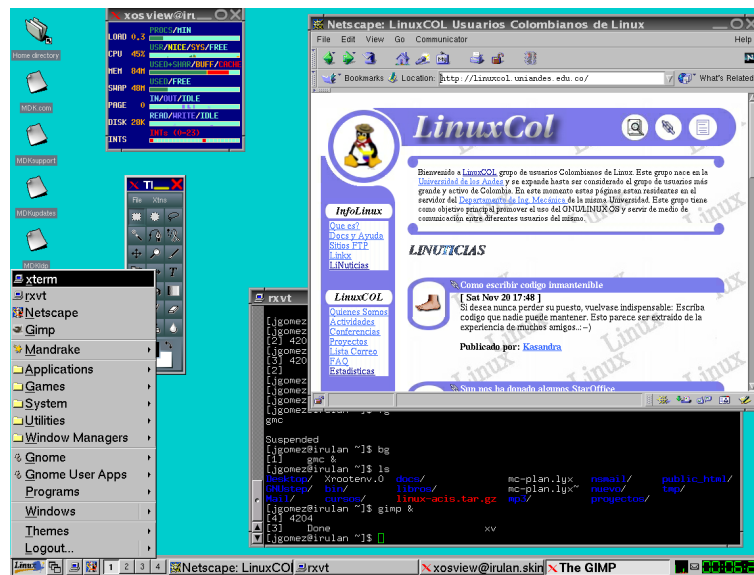 Home directory
MDK.com
MDKsupport
MDKupdates
xosview@iru
LOAD 0.3
PROCS/MIN
CPU 45%
USR/NICE/SYS/FREE
MEM 84M
USED+SHAR/BUFF/CACHE
SWAP 48M
USED/FREE
PAGE 0
IN/OUT/IDLE
DISK 28K
READ/WRITE/IDLE
INTS
File Xtns
xterm
rxvt
Netscape
Gimp
Mandrake
Applications
Games
System
Utilities
Window Managers
Gnome
Gnome User Apps
Programs
Windows
Themes
Logout...
Netscape: LinuxCOL Usuarios Colombianos de Linux
File Edit View Go Communicator Help
Bookmarks Location: http://linuxcol.uniandes.edu.co/ What's Related
LinuxCol
Bienvenido a LinuxCOL grupo de usuarios Colombianos de Linux. Este grupo nace en la
Universidad de los Andes y se expande hasta ser considerado el grupo de usuarios más
grande y activo de Colombia. En este momento estas páginas estan residentes en el
servidor del Departamento de Ing. Mecánica de la misma Universidad. Este grupo tiene
como objetivo principal promover el uso del GNU/LINUX OS y servir de medio de
comunicación entre diferentes usuarios del mismo.
InfoLinux
Que es?
Docs y Ayuda
Sitios FTP
Linkx
LiNuticias
LinuxCOL
Quienes Somos
Actividades
Conferencias
Proyectos
Lista Correo
FAQ
Estadisticas
LINUTICIAS
Como escribir codigo inmantenible
[ Sat Nov 20 17:48 ]
Si desea nunca perder su puesto, vuelvase indispensable: Escriba
codigo que nadie puede mantener. Esto parece ser extraido de la
experiencia de muchos amigos..:-)
Publicado por: Kasandra
Sun nos ha donado algunos StarOffice
rxvt
gmc
Suspended
[jgomez@irulan ~]$ bg
[1] gmc &
[jgomez@irulan ~]$ ls
Desktop/ Xrootenv.0 docs/ mc-plan.lyx nsmail/ public_html/
GNUstep/ bin/ libros/ mc-plan.lyx~ nuevo/ tmp/
Mail/ cursos/ linux-acis.tar.gz mp3/ proyectos/
[jgomez@irulan ~]$ gimp &
[4] 4204
[3] Done xv
[jgomez@irulan ~]$
Linux
1 2 3 4
Netscape: LinuxCOL
rxvt
xosview@irulan.skin
The GIMP